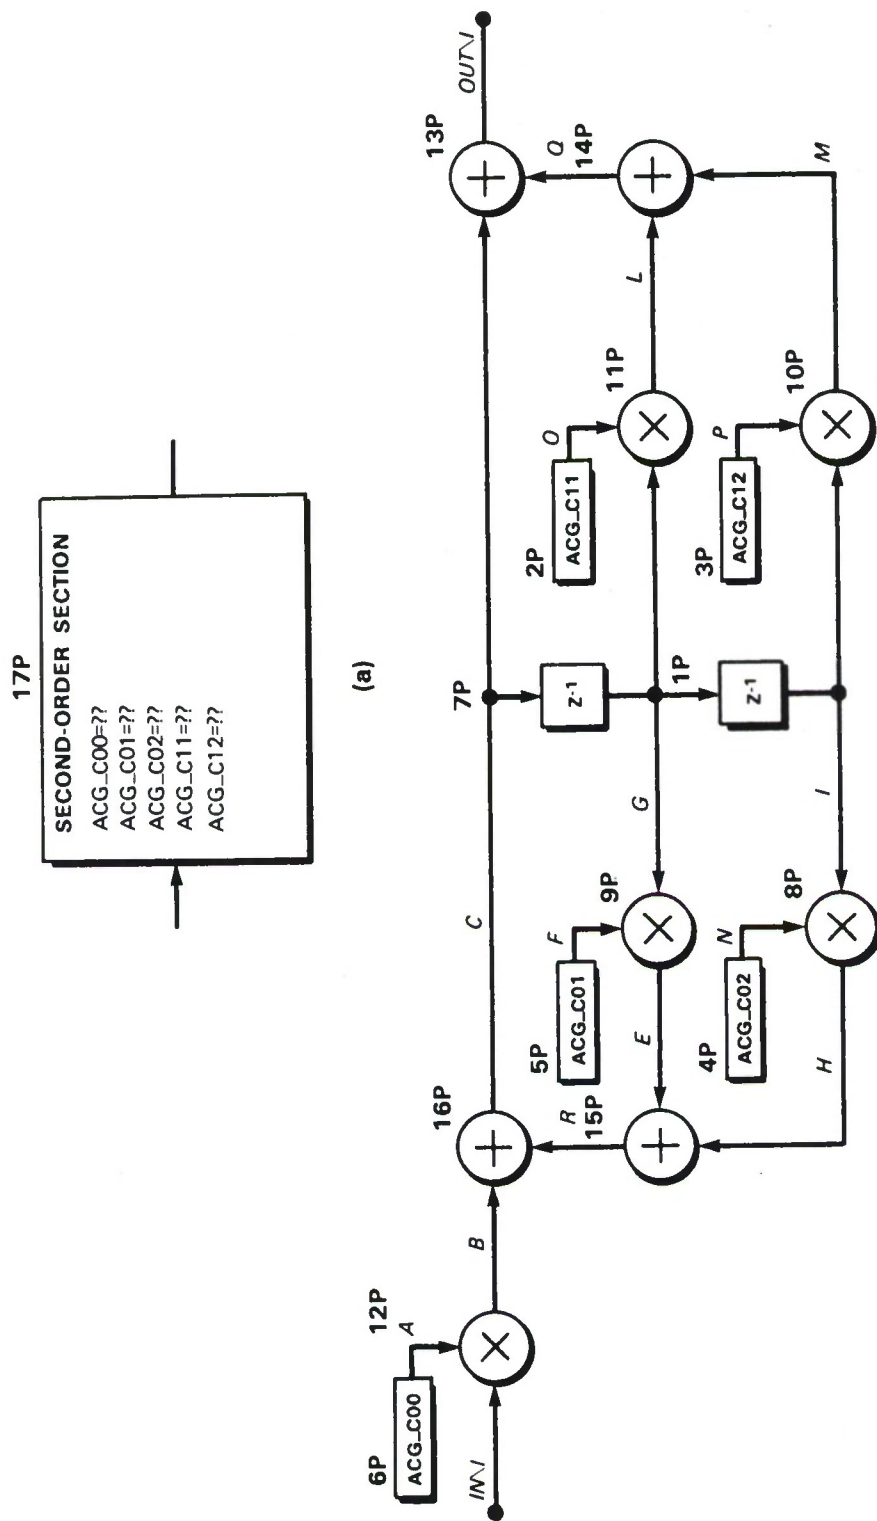 17P
SECOND-ORDER SECTION
ACG_C00=??
ACG_C01=??
ACG_C02=??
ACG_C11=??
ACG_C12=??
(a)
6P
ACG_C00
12P
A
IN\I
B
16P
C
7P
13P
OUT\I
R
15P
5P
ACG_C01
F
9P
E
G
Z-1
1P
2P
ACG_C11
O
11P
L
Q
14P
4P
ACG_C02
N
8P
H
I
Z-1
3P
ACG_C12
P
10P
M